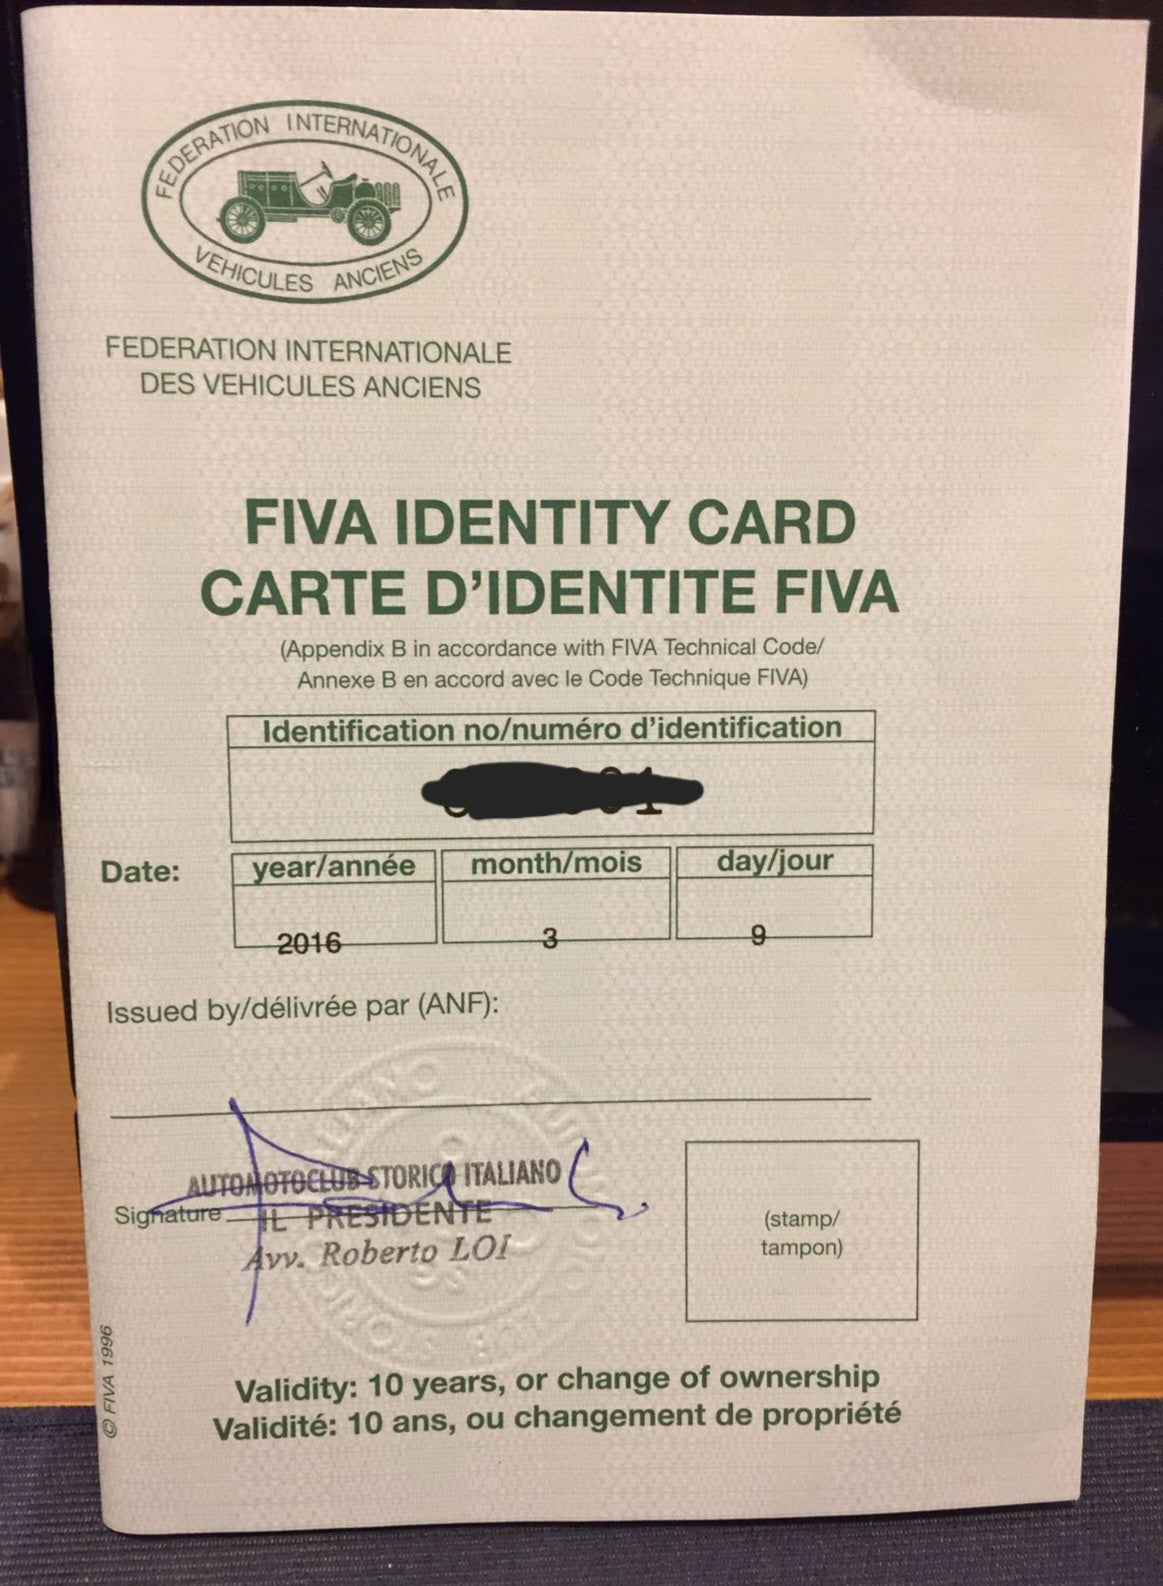 FEDERATION INTERNATIONALE
VEHICULES ANCIENS
FEDERATION INTERNATIONALE
DES VEHICULES ANCIENS
FIVA IDENTITY CARD
CARTE D'IDENTITE FIVA
(Appendix B in accordance with FIVA Technical Code/
Annexe B en accord avec le Code Technique FIVA)
Identification no/numéro d'identification
Date:
year/année month/mois day/jour
2016 3 9
Issued by/délivrée par (ANF):
AUTOMOTOCLUB STORICO ITALIANO
Signature IL PRESIDENTE
Avv. Roberto LOI
(stamp/
tampon)
© FIVA 1996
Validity: 10 years, or change of ownership
Validité: 10 ans, ou changement de propriété